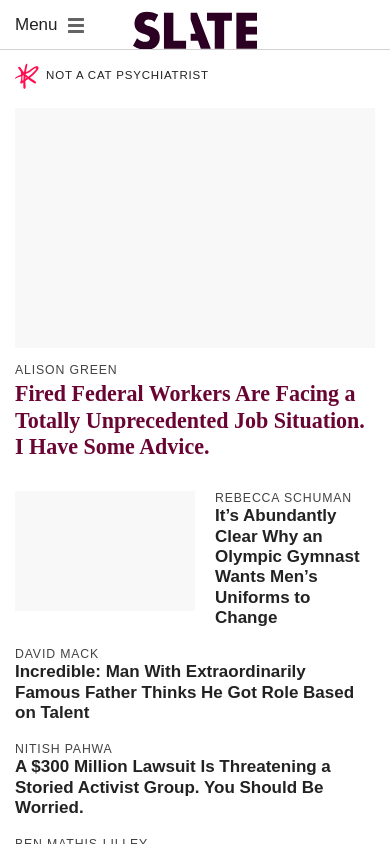 Menu
SLATE
NOT A CAT PSYCHIATRIST
ALISON GREEN
Fired Federal Workers Are Facing a
Totally Unprecedented Job Situation.
I Have Some Advice.
REBECCA SCHUMAN
It’s Abundantly
Clear Why an
Olympic Gymnast
Wants Men’s
Uniforms to
Change
DAVID MACK
Incredible: Man With Extraordinarily
Famous Father Thinks He Got Role Based
on Talent
NITISH PAHWA
A $300 Million Lawsuit Is Threatening a
Storied Activist Group. You Should Be
Worried.
BEN MATHIS-LILLEY